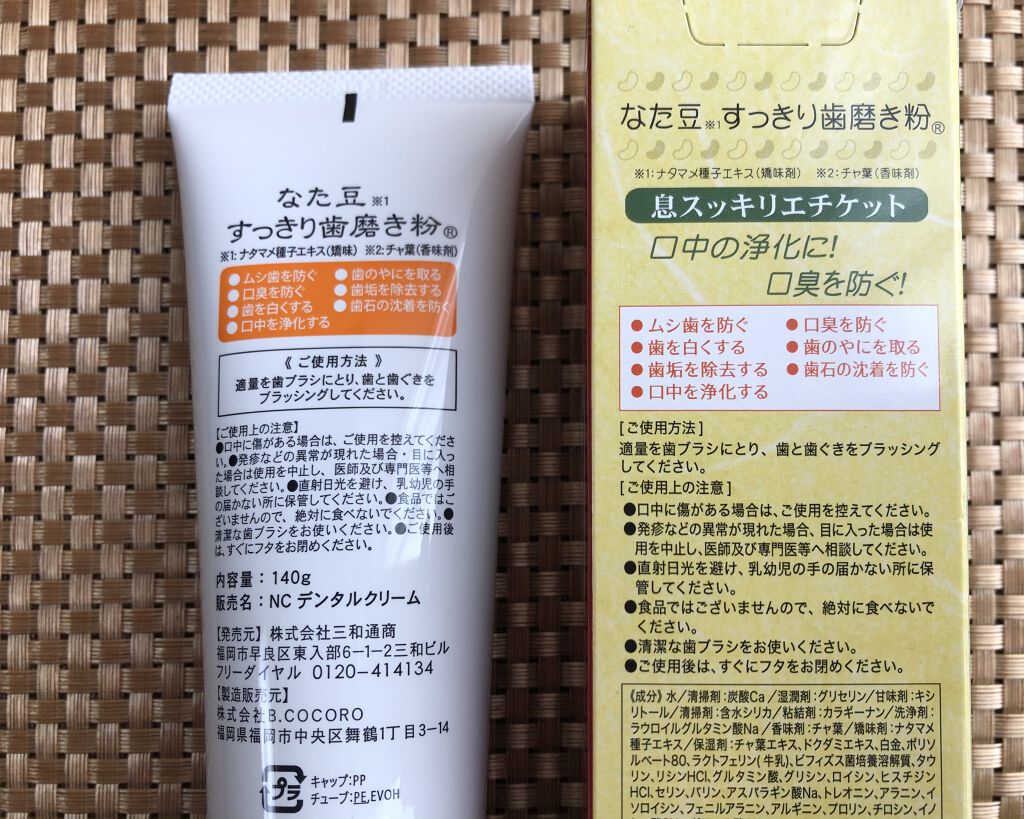 なた豆※1
すっきり歯磨き粉®
※1:ナタマメ種子エキス(矯味) ※2:チャ葉(香味剤)
●ムシ歯を防ぐ ●歯のやにを取る
●口臭を防ぐ ●歯垢を除去する
●歯を白くする ●歯石の沈着を防ぐ
●口中を浄化する
《 ご使用方法 》
適量を歯ブラシにとり、歯と歯ぐきを
ブラッシングしてください。
【ご使用上の注意】
●口中に傷がある場合は、ご使用を控えてくださ
い。●発疹などの異常が現れた場合・目に入っ
た場合は使用を中止し、医師及び専門医等へ相
談してください。●直射日光を避け、乳幼児の手
の届かない所に保管してください。●食品ではご
ざいませんので、絶対に食べないでください。●
清潔な歯ブラシをお使いください。●ご使用後
は、すぐにフタをお閉めください。
内容量:140g
販売名:NC デンタルクリーム
【発売元】株式会社三和通商
福岡市早良区東入部6-1-2三和ビル
フリーダイヤル 0120-414134
【製造販売元】
株式会社B.COCORO
福岡県福岡市中央区舞鶴1丁目3-14
プラ
キャップ:PP
チューブ:PE,EVOH
なた豆※1すっきり歯磨き粉®
※1:ナタマメ種子エキス(矯味剤) ※2:チャ葉(香味剤)
息スッキリエチケット
口中の浄化に!
口臭を防ぐ!
●ムシ歯を防ぐ ●口臭を防ぐ
●歯を白くする ●歯のやにを取る
●歯垢を除去する ●歯石の沈着を防ぐ
●口中を浄化する
[ご使用方法]
適量を歯ブラシにとり、歯と歯ぐきをブラッシング
してください。
[ご使用上の注意]
●口中に傷がある場合は、ご使用を控えてください。
●発疹などの異常が現れた場合、目に入った場合は使
用を中止し、医師及び専門医等へ相談してください。
●直射日光を避け、乳幼児の手の届かない所に保
管してください。
●食品ではございませんので、絶対に食べないで
ください。
●清潔な歯ブラシをお使いください。
●ご使用後は、すぐにフタをお閉めください。
《成分》水/清掃剤:炭酸Ca/湿潤剤:グリセリン/甘味剤:キシ
リトール/清掃剤:含水シリカ/粘結剤:カラギーナン/洗浄剤:
ラウロイルグルタミン酸Na/香味剤:チャ葉/矯味剤:ナタマメ
種子エキス/保湿剤:チャ葉エキス、ドクダミエキス、白金、ポリソ
ルベート80、ラクトフェリン(牛乳)、ビフィズス菌培養溶解質、タウ
リン、リシンHCl、グルタミン酸、グリシン、ロイシン、ヒスチジン
HCl、セリン、バリン、アスパラギン酸Na、トレオニン、アラニン、イ
ソロイシン、フェニルアラニン、アルギニン、プロリン、チロシン、イノ